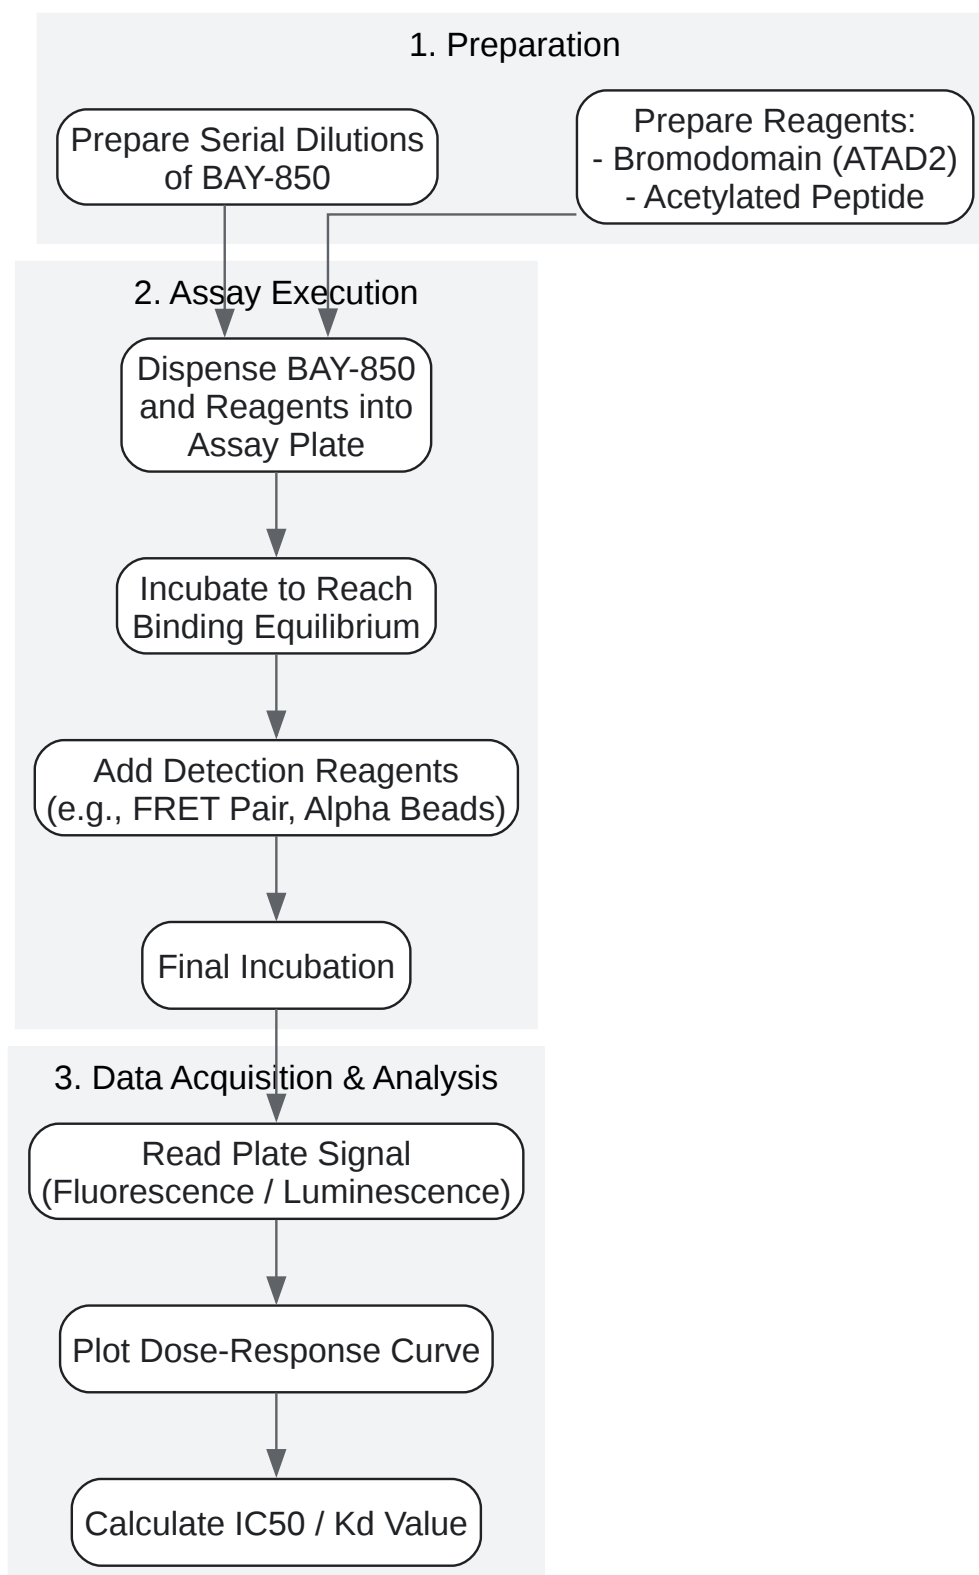 1. Preparation
Prepare Serial Dilutions
of BAY-850
Prepare Reagents:
- Bromodomain (ATAD2)
- Acetylated Peptide
2. Assay Execution
Dispense BAY-850
and Reagents into
Assay Plate
Incubate to Reach
Binding Equilibrium
Add Detection Reagents
(e.g., FRET Pair, Alpha Beads)
Final Incubation
3. Data Acquisition & Analysis
Read Plate Signal
(Fluorescence / Luminescence)
Plot Dose-Response Curve
Calculate IC50 / Kd Value